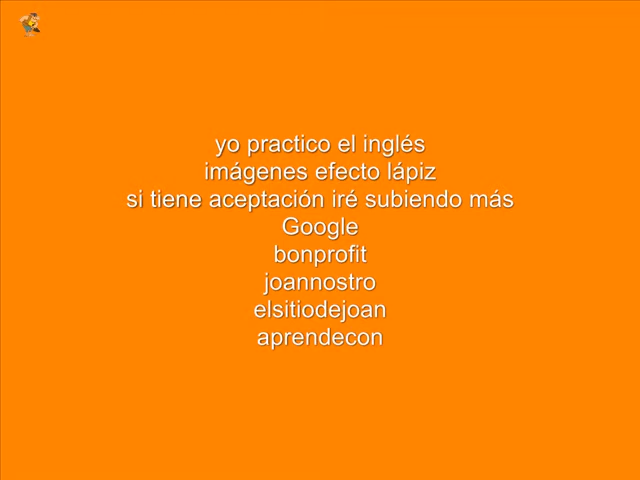 yo practico el inglés
imágenes efecto lápiz
si tiene aceptación iré subiendo más
Google
bonprofit
joannostro
elsitiodejoan
aprendecon